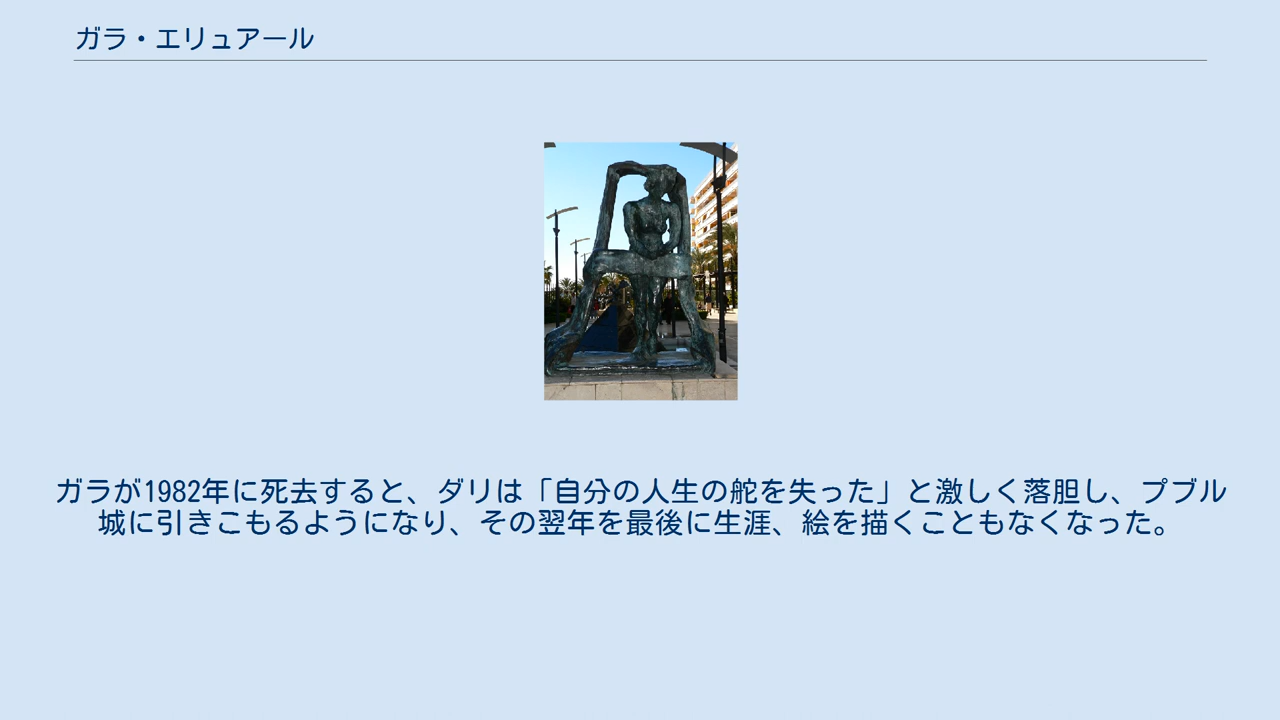 ガラ・エリュアール
ガラが1982年に死去すると、ダリは「自分の人生の舵を失った」と激しく落胆し、プブル
城に引きこもるようになり、その翌年を最後に生涯、絵を描くこともなくなった。